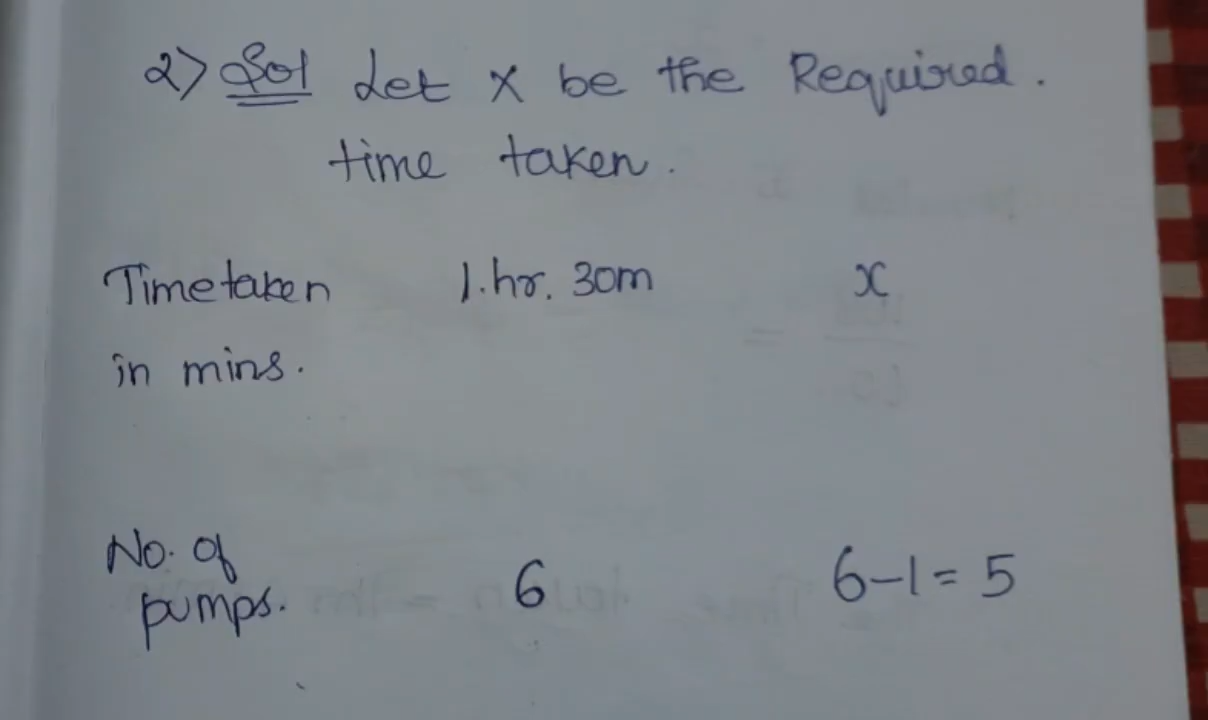 2) Sol Let x be the Required.
time taken.
Time taken 1.hr. 30m x
in mins.
No. of
pumps. 6 6-1=5